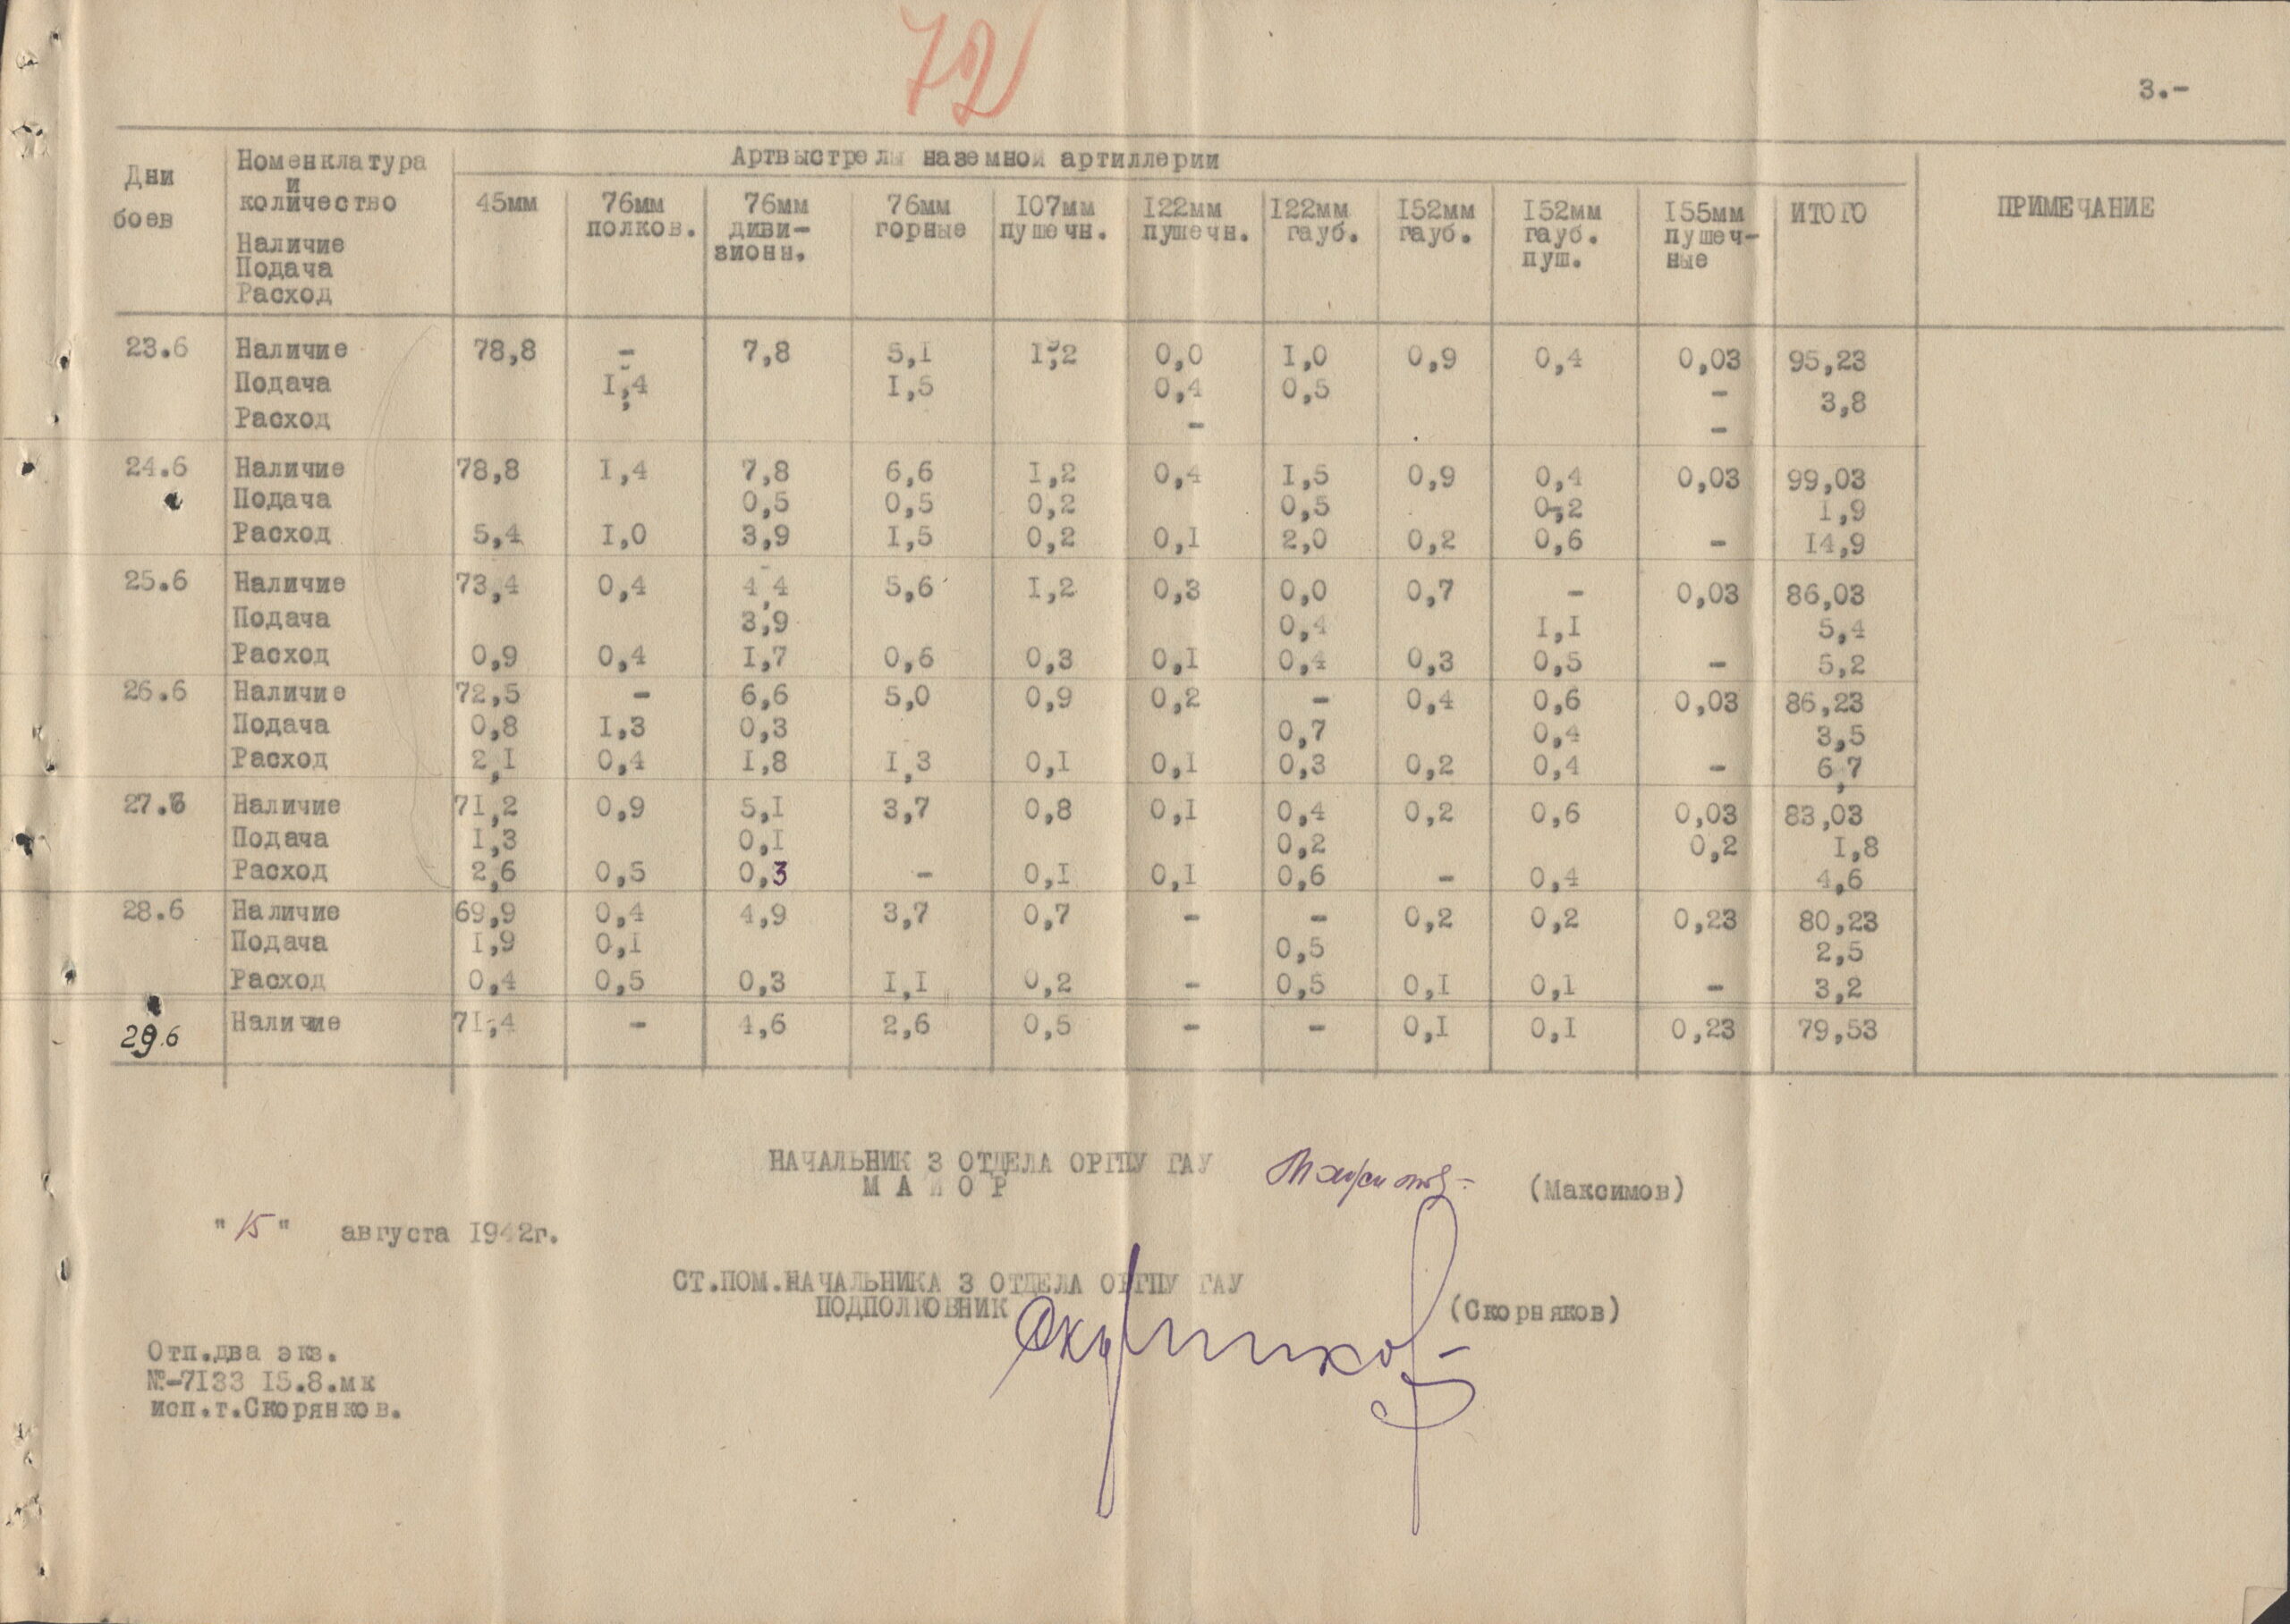 72
3.-
Дни боев Номенклатура и количество Наличие Подача Расход Артвыстрелы наземной артиллерии ПРИМЕЧАНИЕ
45мм 76мм полков. 76мм диви-зионн. 76мм горные 107мм пушечн. 122мм пушечн. 122мм гауб. 152мм гауб. 152мм гауб. пуш. 155мм пушеч-ные ИТОГО
23.6 Наличие 78,8 - 7,8 5,1 1,2 0,0 1,0 0,9 0,4 0,03 95,23
Подача 1,4 1,5 0,4 0,5 - 3,8
Расход - -
24.6 Наличие 78,8 1,4 7,8 6,6 1,2 0,4 1,5 0,9 0,4 0,03 99,03
Подача 0,5 0,5 0,2 0,5 0,2 1,9
Расход 5,4 1,0 3,9 1,5 0,2 0,1 2,0 0,2 0,6 - 14,9
25.6 Наличие 73,4 0,4 4,4 5,6 1,2 0,3 0,0 0,7 - 0,03 86,03
Подача 3,9 0,4 1,1 5,4
Расход 0,9 0,4 1,7 0,6 0,3 0,1 0,4 0,3 0,5 - 5,2
26.6 Наличие 72,5 - 6,6 5,0 0,9 0,2 - 0,4 0,6 0,03 86,23
Подача 0,8 1,3 0,3 0,7 0,4 3,5
Расход 2,1 0,4 1,8 1,3 0,1 0,1 0,3 0,2 0,4 - 6,7
27.6 Наличие 71,2 0,9 5,1 3,7 0,8 0,1 0,4 0,2 0,6 0,03 83,03
Подача 1,3 0,1 0,2 0,2 1,8
Расход 2,6 0,5 0,3 - 0,1 0,1 0,6 - 0,4 4,6
28.6 Наличие 69,9 0,4 4,9 3,7 0,7 - - 0,2 0,2 0,23 80,23
Подача 1,9 0,1 0,5 2,5
Расход 0,4 0,5 0,3 1,1 0,2 - 0,5 0,1 0,1 - 3,2
29.6 Наличие 71,4 - 4,6 2,6 0,5 - - 0,1 0,1 0,23 79,53
НАЧАЛЬНИК 3 ОТДЕЛА ОРГПУ ГАУ
МАЙОР (Максимов)
"15" августа 1942г.
СТ.ПОМ.НАЧАЛЬНИКА 3 ОТДЕЛА ОРГПУ ГАУ
ПОДПОЛКОВНИК (Скорняков)
Отп.два экз.
№-7133 15.8.мк
исп.т.Скорянков.